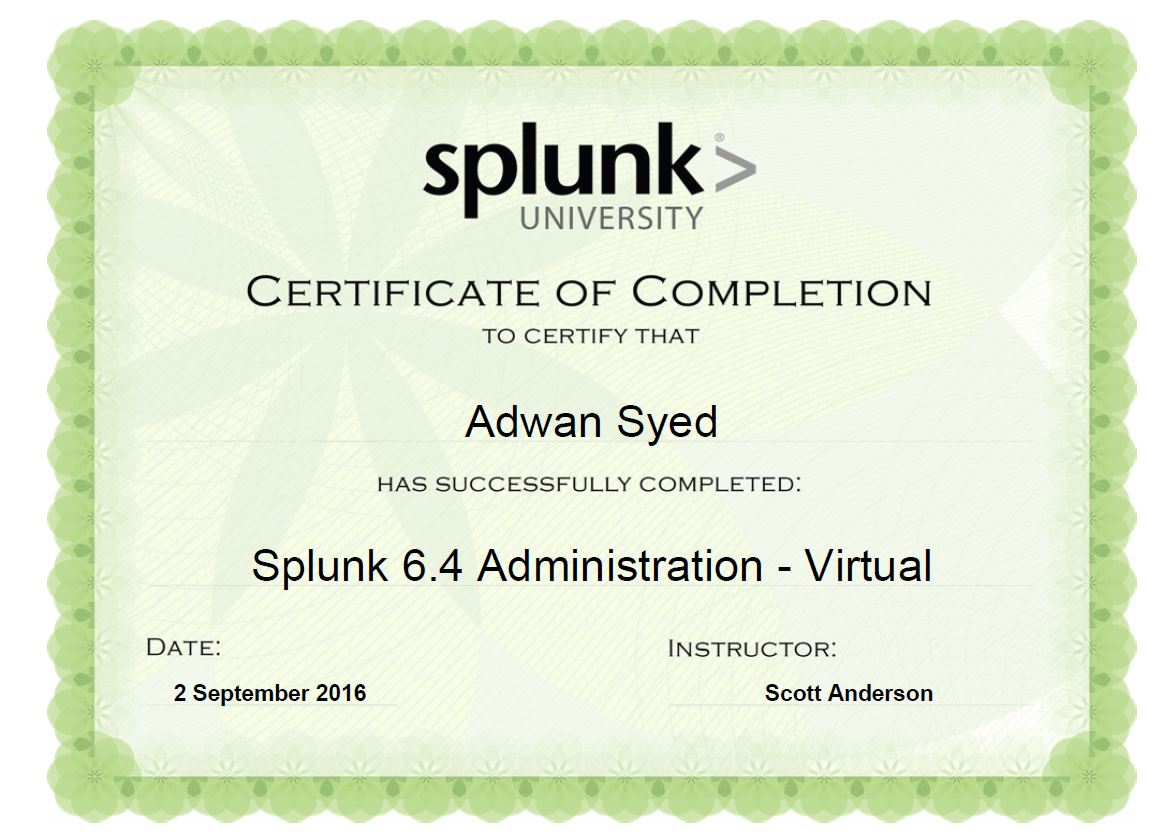 splunk>®
UNIVERSITY
CERTIFICATE OF COMPLETION
TO CERTIFY THAT
Adwan Syed
HAS SUCCESSFULLY COMPLETED:
Splunk 6.4 Administration - Virtual
DATE:
INSTRUCTOR:
2 September 2016
Scott Anderson